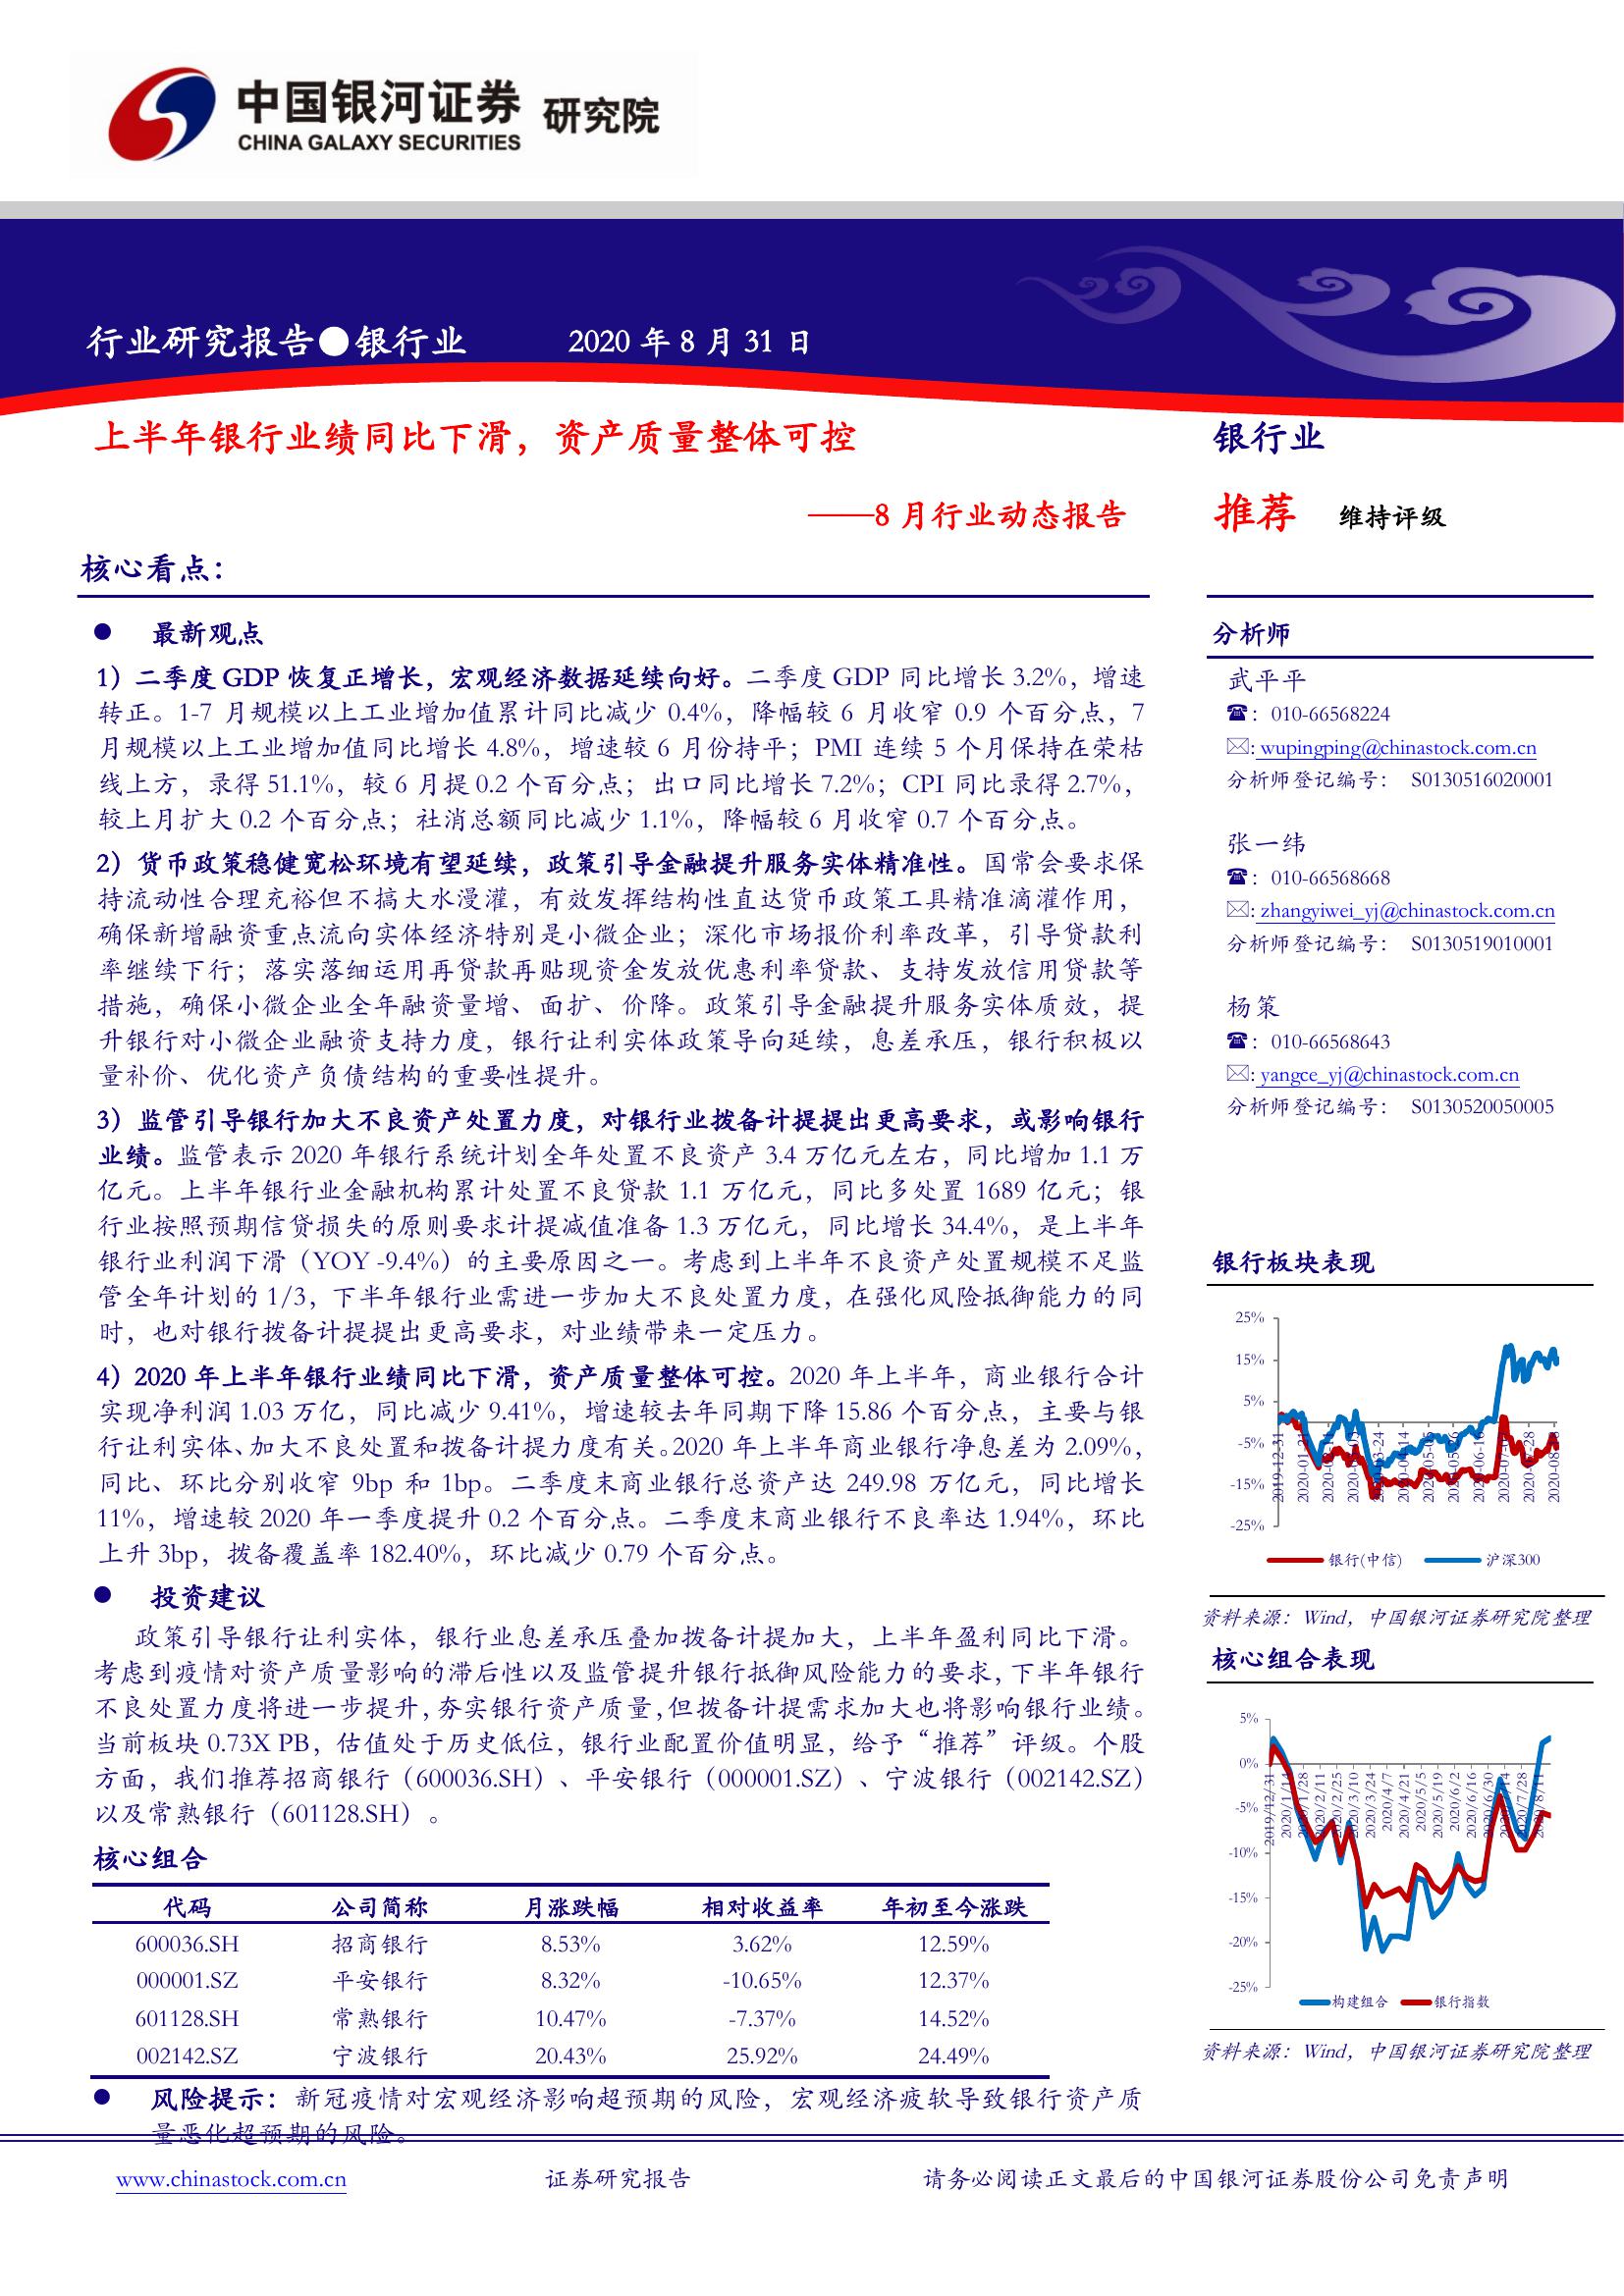 中国银河证券 研究院
CHINA GALAXY SECURITIES
行业研究报告●银行业 2020 年 8 月 31 日
上半年银行业绩同比下滑，资产质量整体可控
——8 月行业动态报告
核心看点：
● 最新观点
1）二季度 GDP 恢复正增长，宏观经济数据延续向好。二季度 GDP 同比增长 3.2%，增速
转正。1-7 月规模以上工业增加值累计同比减少 0.4%，降幅较 6 月收窄 0.9 个百分点，7
月规模以上工业增加值同比增长 4.8%，增速较 6 月份持平；PMI 连续 5 个月保持在荣枯
线上方，录得 51.1%，较 6 月提 0.2 个百分点；出口同比增长 7.2%；CPI 同比录得 2.7%，
较上月扩大 0.2 个百分点；社消总额同比减少 1.1%，降幅较 6 月收窄 0.7 个百分点。
2）货币政策稳健宽松环境有望延续，政策引导金融提升服务实体精准性。国常会要求保
持流动性合理充裕但不搞大水漫灌，有效发挥结构性直达货币政策工具精准滴灌作用，
确保新增融资重点流向实体经济特别是小微企业；深化市场报价利率改革，引导贷款利
率继续下行；落实落细运用再贷款再贴现资金发放优惠利率贷款、支持发放信用贷款等
措施，确保小微企业全年融资量增、面扩、价降。政策引导金融提升服务实体质效，提
升银行对小微企业融资支持力度，银行让利实体政策导向延续，息差承压，银行积极以
量补价、优化资产负债结构的重要性提升。
3）监管引导银行加大不良资产处置力度，对银行业拨备计提提出更高要求，或影响银行
业绩。监管表示 2020 年银行系统计划全年处置不良资产 3.4 万亿元左右，同比增加 1.1 万
亿元。上半年银行业金融机构累计处置不良贷款 1.1 万亿元，同比多处置 1689 亿元；银
行业按照预期信贷损失的原则要求计提减值准备 1.3 万亿元，同比增长 34.4%，是上半年
银行业利润下滑（YOY -9.4%）的主要原因之一。考虑到上半年不良资产处置规模不足监
管全年计划的 1/3，下半年银行业需进一步加大不良处置力度，在强化风险抵御能力的同
时，也对银行拨备计提提出更高要求，对业绩带来一定压力。
4）2020 年上半年银行业绩同比下滑，资产质量整体可控。2020 年上半年，商业银行合计
实现净利润 1.03 万亿，同比减少 9.41%，增速较去年同期下降 15.86 个百分点，主要与银
行让利实体、加大不良处置和拨备计提力度有关。2020 年上半年商业银行净息差为 2.09%，
同比、环比分别收窄 9bp 和 1bp。二季度末商业银行总资产达 249.98 万亿元，同比增长
11%，增速较 2020 年一季度提升 0.2 个百分点。二季度末商业银行不良率达 1.94%，环比
上升 3bp，拨备覆盖率 182.40%，环比减少 0.79 个百分点。
● 投资建议
政策引导银行让利实体，银行业息差承压叠加拨备计提加大，上半年盈利同比下滑。
考虑到疫情对资产质量影响的滞后性以及监管提升银行抵御风险能力的要求，下半年银行
不良处置力度将进一步提升，夯实银行资产质量，但拨备计提需求加大也将影响银行业绩。
当前板块 0.73X PB，估值处于历史低位，银行业配置价值明显，给予“推荐”评级。个股
方面，我们推荐招商银行（600036.SH）、平安银行（000001.SZ）、宁波银行（002142.SZ）
以及常熟银行（601128.SH）。
核心组合
代码 公司简称 月涨跌幅 相对收益率 年初至今涨跌
600036.SH 招商银行 8.53% 3.62% 12.59%
000001.SZ 平安银行 8.32% -10.65% 12.37%
601128.SH 常熟银行 10.47% -7.37% 14.52%
002142.SZ 宁波银行 20.43% 25.92% 24.49%
● 风险提示：新冠疫情对宏观经济影响超预期的风险，宏观经济疲软导致银行资产质
量恶化超预期的风险。
银行业
推荐 维持评级
分析师
武平平
☎：010-66568224
✉: wupingping@chinastock.com.cn
分析师登记编号： S0130516020001
张一纬
☎：010-66568668
✉: zhangyiwei_yj@chinastock.com.cn
分析师登记编号： S0130519010001
杨策
☎：010-66568643
✉: yangce_yj@chinastock.com.cn
分析师登记编号： S0130520050005
银行板块表现
25%
15%
5%
-5%
-15%
-25%
2019-12-31
2020-01-21
2020-03-24
2020-04-14
2020-05-26
2020-06-16
2020-07-28
银行(中信) 沪深300
资料来源：Wind，中国银河证券研究院整理
核心组合表现
5%
0%
-5%
-10%
-15%
-20%
-25%
2019/12/31
2020/1/14
2020/1/28
2020/2/11
2020/2/25
2020/3/10
2020/3/24
2020/4/7
2020/4/21
2020/5/5
2020/5/19
2020/6/2
2020/6/16
2020/6/30
2020/7/14
2020/7/28
2020/8/11
构建组合 银行指数
资料来源：Wind，中国银河证券研究院整理
www.chinastock.com.cn 证券研究报告 请务必阅读正文最后的中国银河证券股份公司免责声明